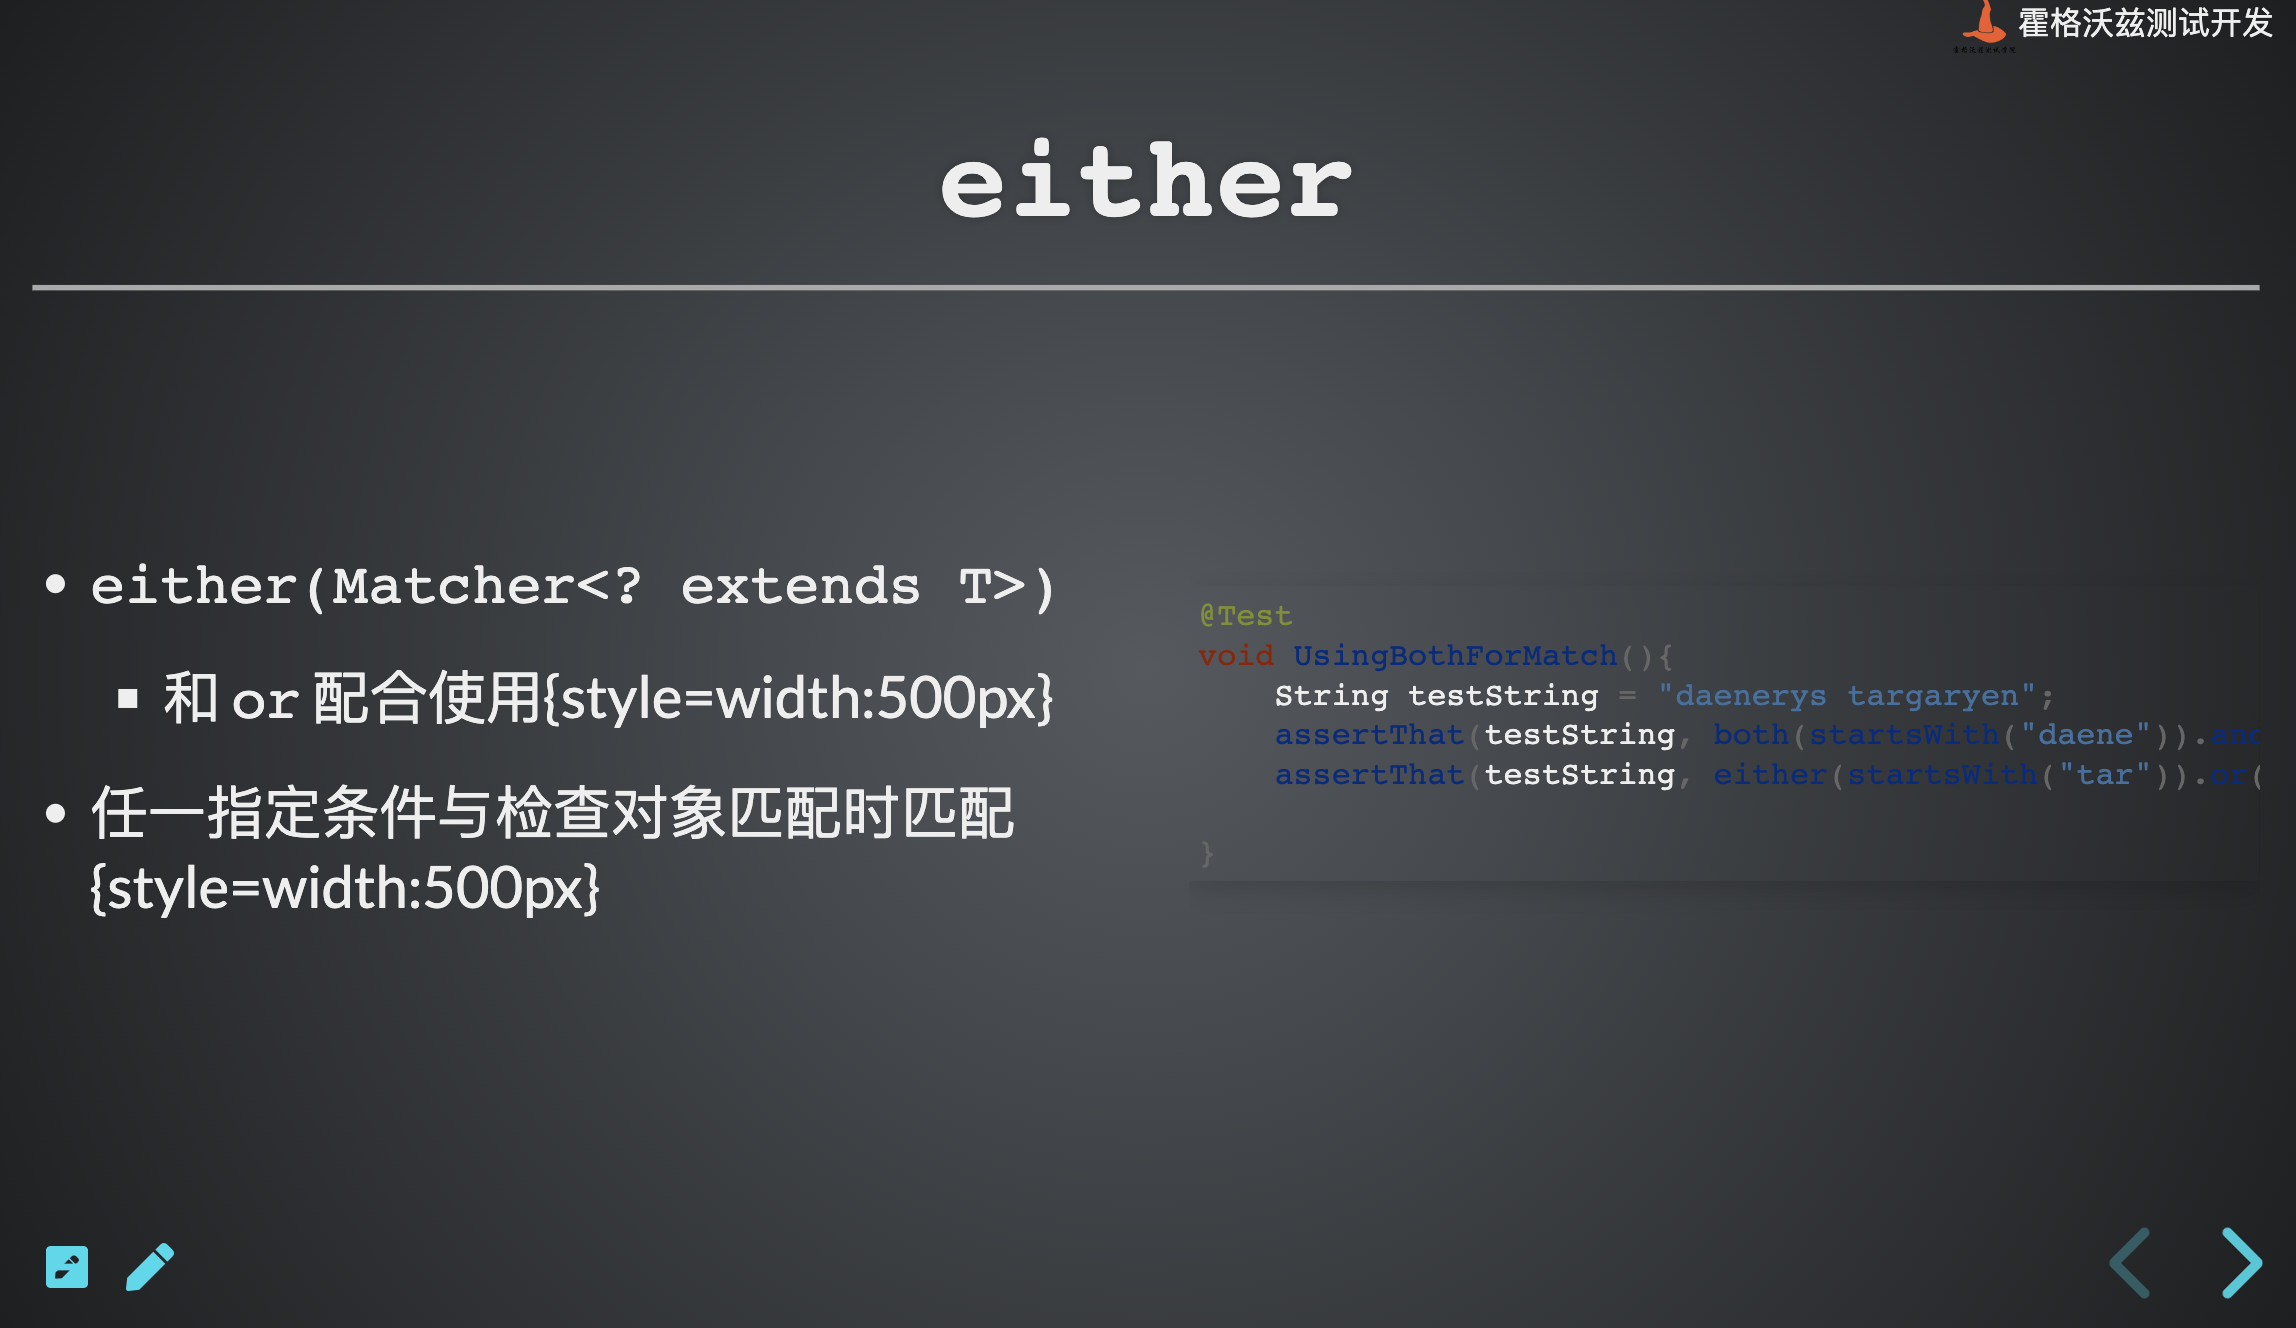 霍格沃兹测试开发
either
• either(Matcher<? extends T>)
▪ 和 or 配合使用{style=width:500px}
• 任一指定条件与检查对象匹配时匹配
{style=width:500px}
@Test
void UsingBothForMatch(){
    String testString = "daenerys targaryen";
    assertThat(testString, both(startsWith("daene")).and
    assertThat(testString, either(startsWith("tar")).or(
}